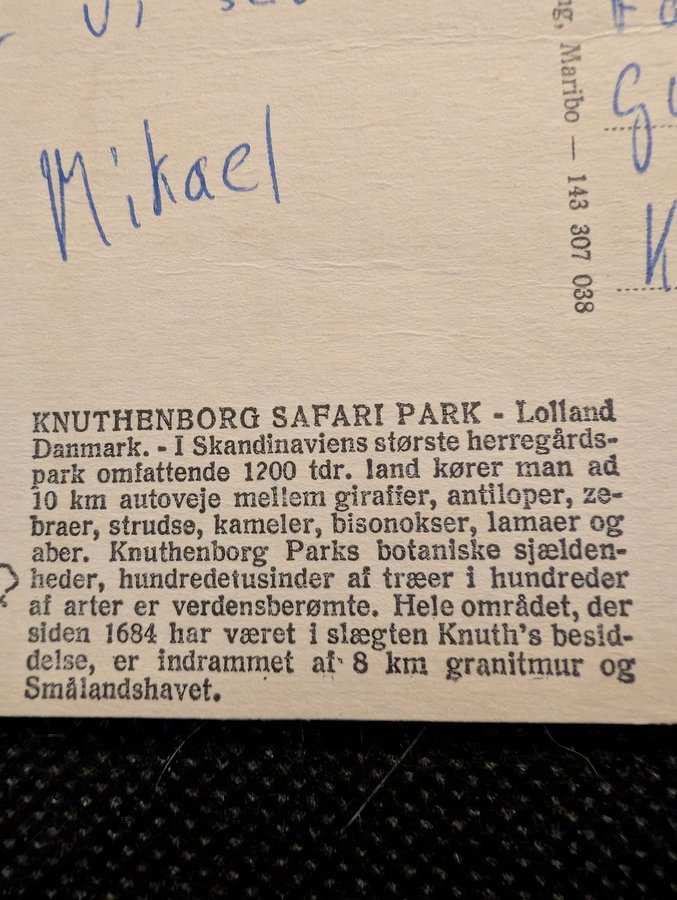 Mikael
KNUTHENBORG SAFARI PARK - Lolland
Danmark. - I Skandinaviens største herregårds-
park omfattende 1200 tdr. land kører man ad
10 km autoveje mellem giraffer, antiloper, ze-
braer, strudse, kameler, bisonokser, lamaer og
aber. Knuthenborg Parks botaniske sjælden-
heder, hundredetusinder af træer i hundreder
af arter er verdensberømte. Hele området, der
siden 1684 har været i slægten Knuth's besid-
delse, er indrammet af 8 km granitmur og
Smålandshavet.
Maribo — 143 307 038